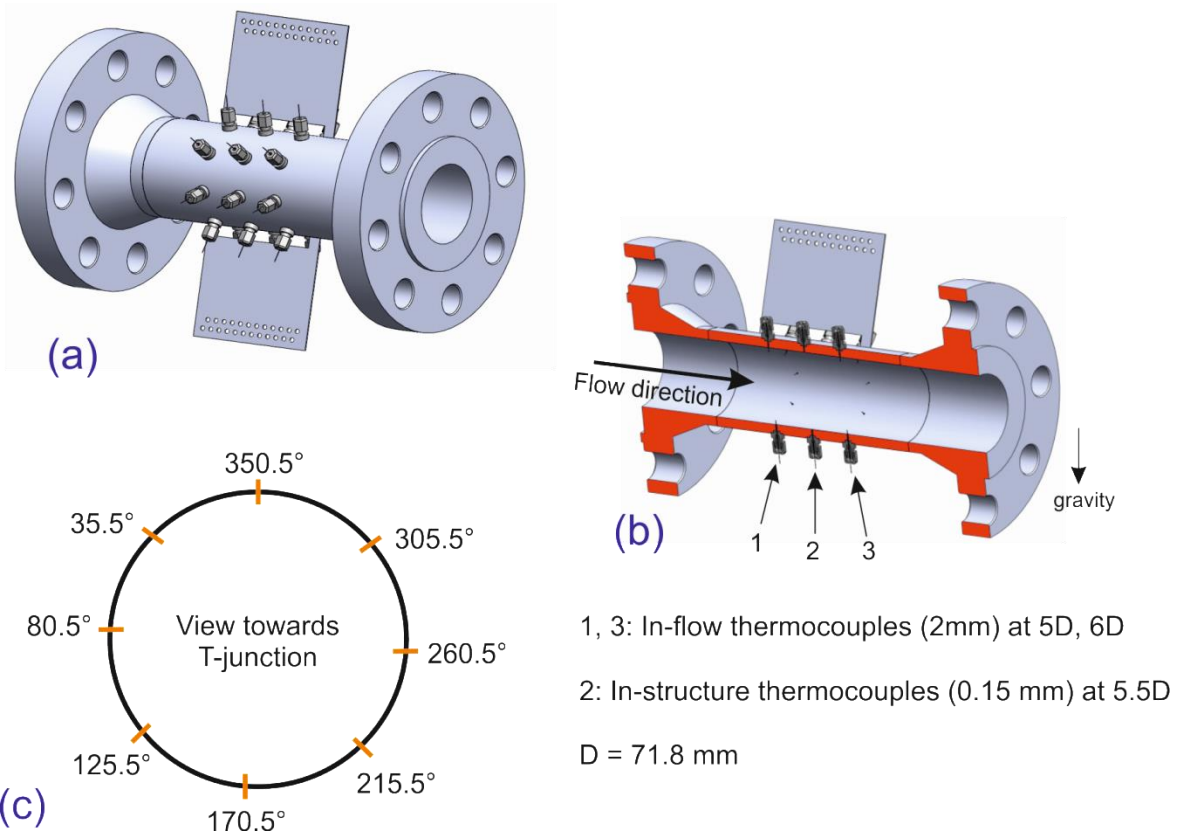 (a)
Flow direction
gravity
(b)
1
2
3
350.5°
35.5°
305.5°
80.5°
View towards
T-junction
260.5°
125.5°
215.5°
170.5°
(c)
1, 3: In-flow thermocouples (2mm) at 5D, 6D
2: In-structure thermocouples (0.15 mm) at 5.5D
D = 71.8 mm